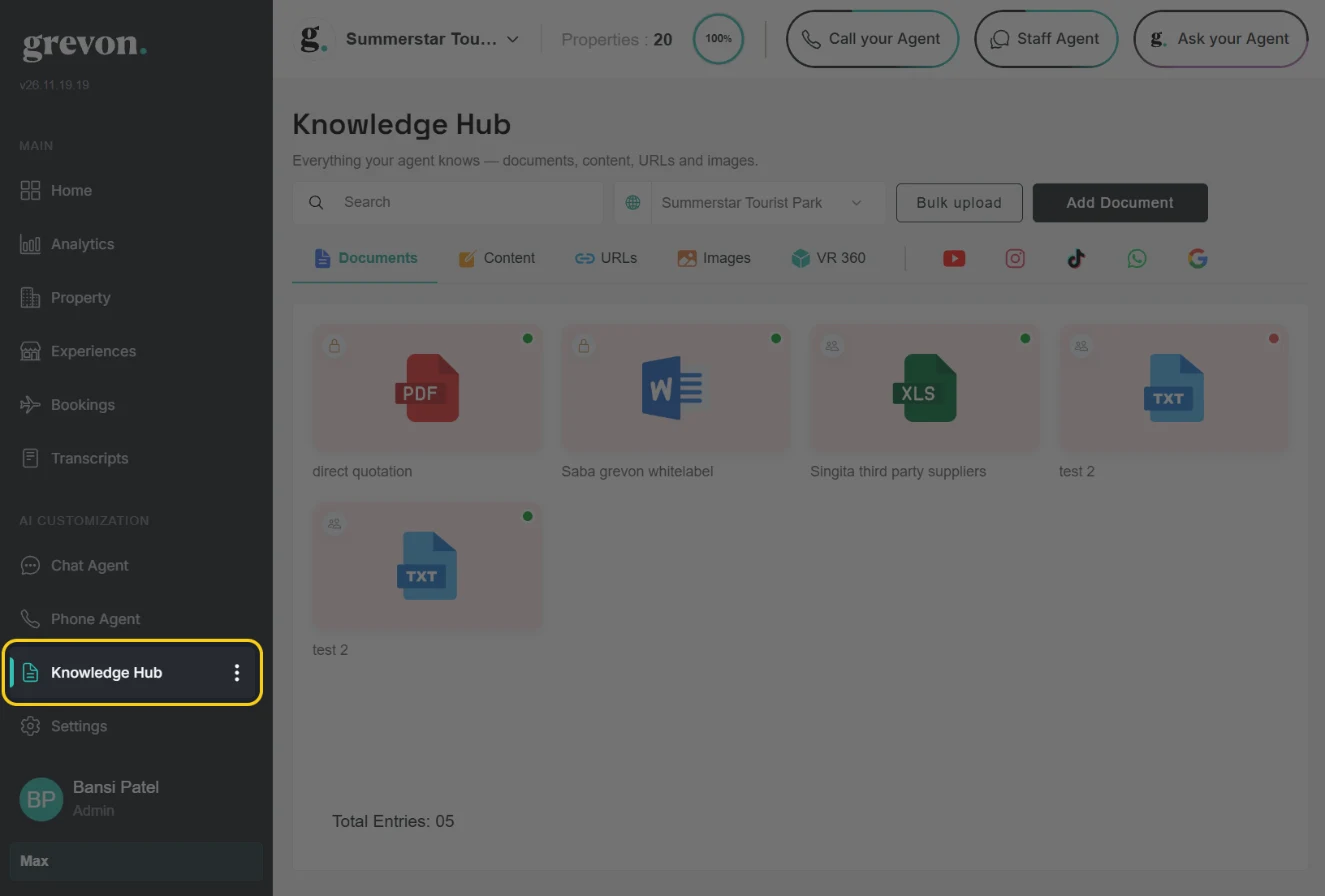 grevon.
v26.11.19.19
MAIN
Home
Analytics
Property
Experiences
Bookings
Transcripts
AI CUSTOMIZATION
Chat Agent
Phone Agent
Knowledge Hub
Settings
BP
Bansi Patel
Admin
Max
g. Summerstar Tou...
Properties : 20
100%
Call your Agent
Staff Agent
g. Ask your Agent
Knowledge Hub
Everything your agent knows — documents, content, URLs and images.
Search
Summerstar Tourist Park
Bulk upload
Add Document
Documents
Content
URLs
Images
VR 360
PDF
direct quotation
W
Saba grevon whitelabel
XLS
Singita third party suppliers
TXT
test 2
TXT
test 2
Total Entries: 05